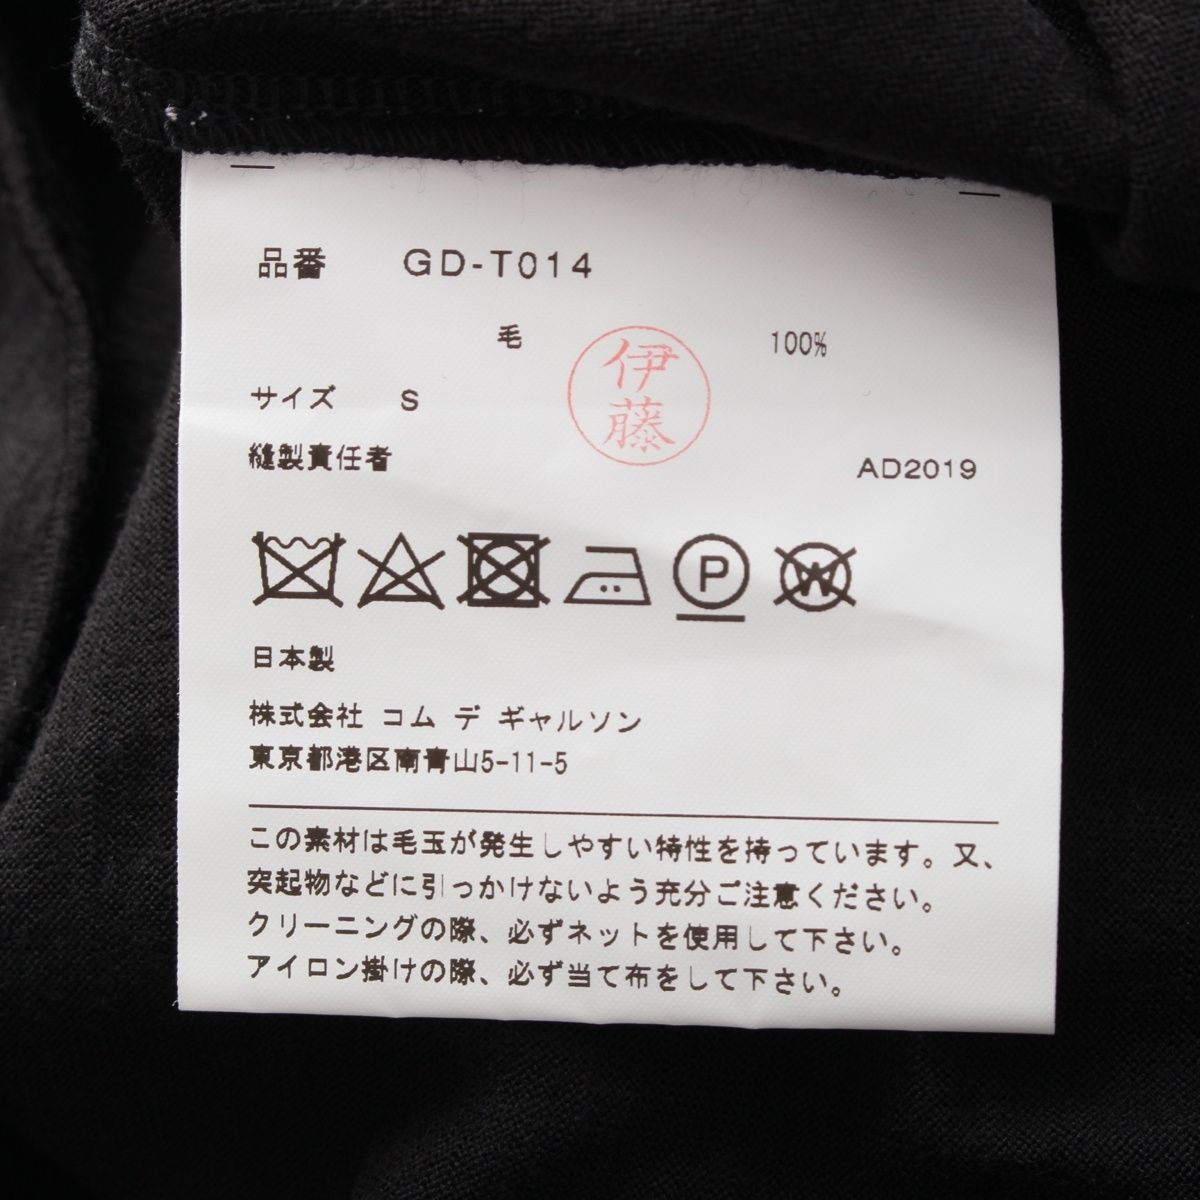 品番 GD-T014
毛 100%
伊藤
サイズ S
縫製責任者 AD2019
P W
日本製
株式会社 コム デ ギャルソン
東京都港区南青山5-11-5
この素材は毛玉が発生しやすい特性を持っています。又、
突起物などに引っかけないよう充分ご注意ください。
クリーニングの際、必ずネットを使用して下さい。
アイロン掛けの際、必ず当て布をして下さい。